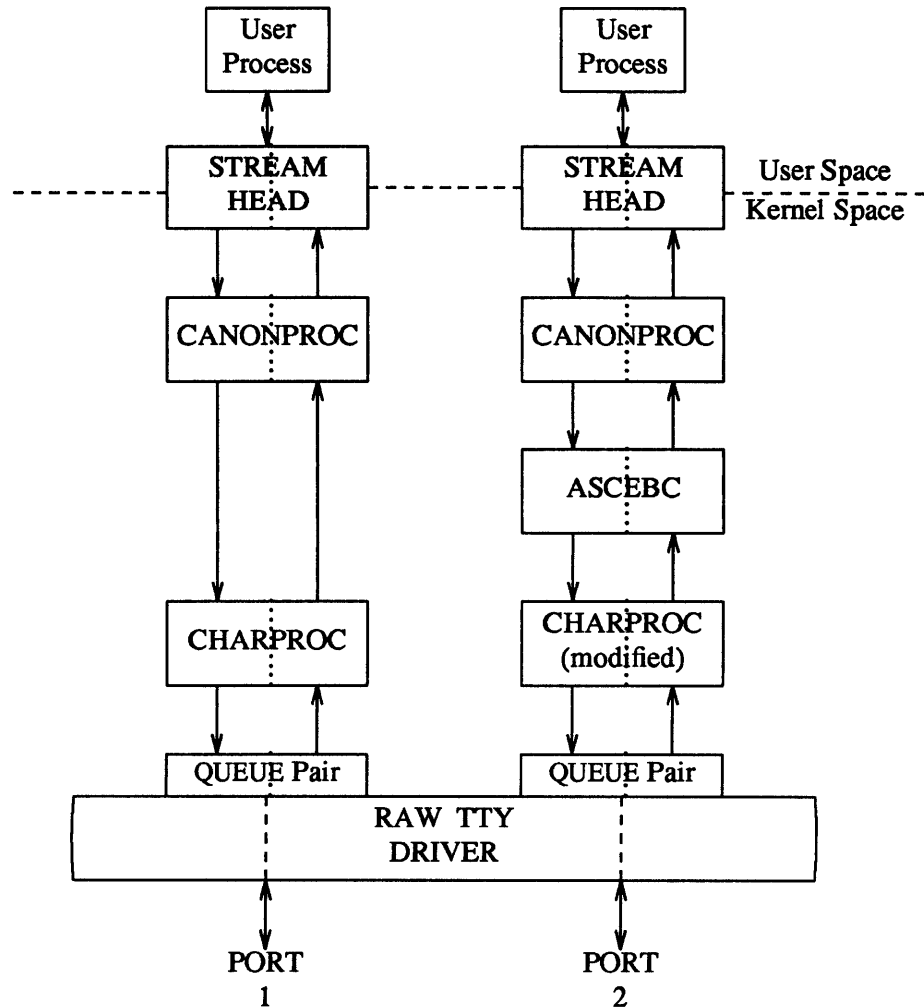 User
Process
User
Process
STREAM
HEAD
STREAM
HEAD
User Space
Kernel Space
CANONPROC
CANONPROC
ASCEBC
CHARPROC
CHARPROC
(modified)
QUEUE Pair
QUEUE Pair
RAW TTY
DRIVER
PORT
1
PORT
2